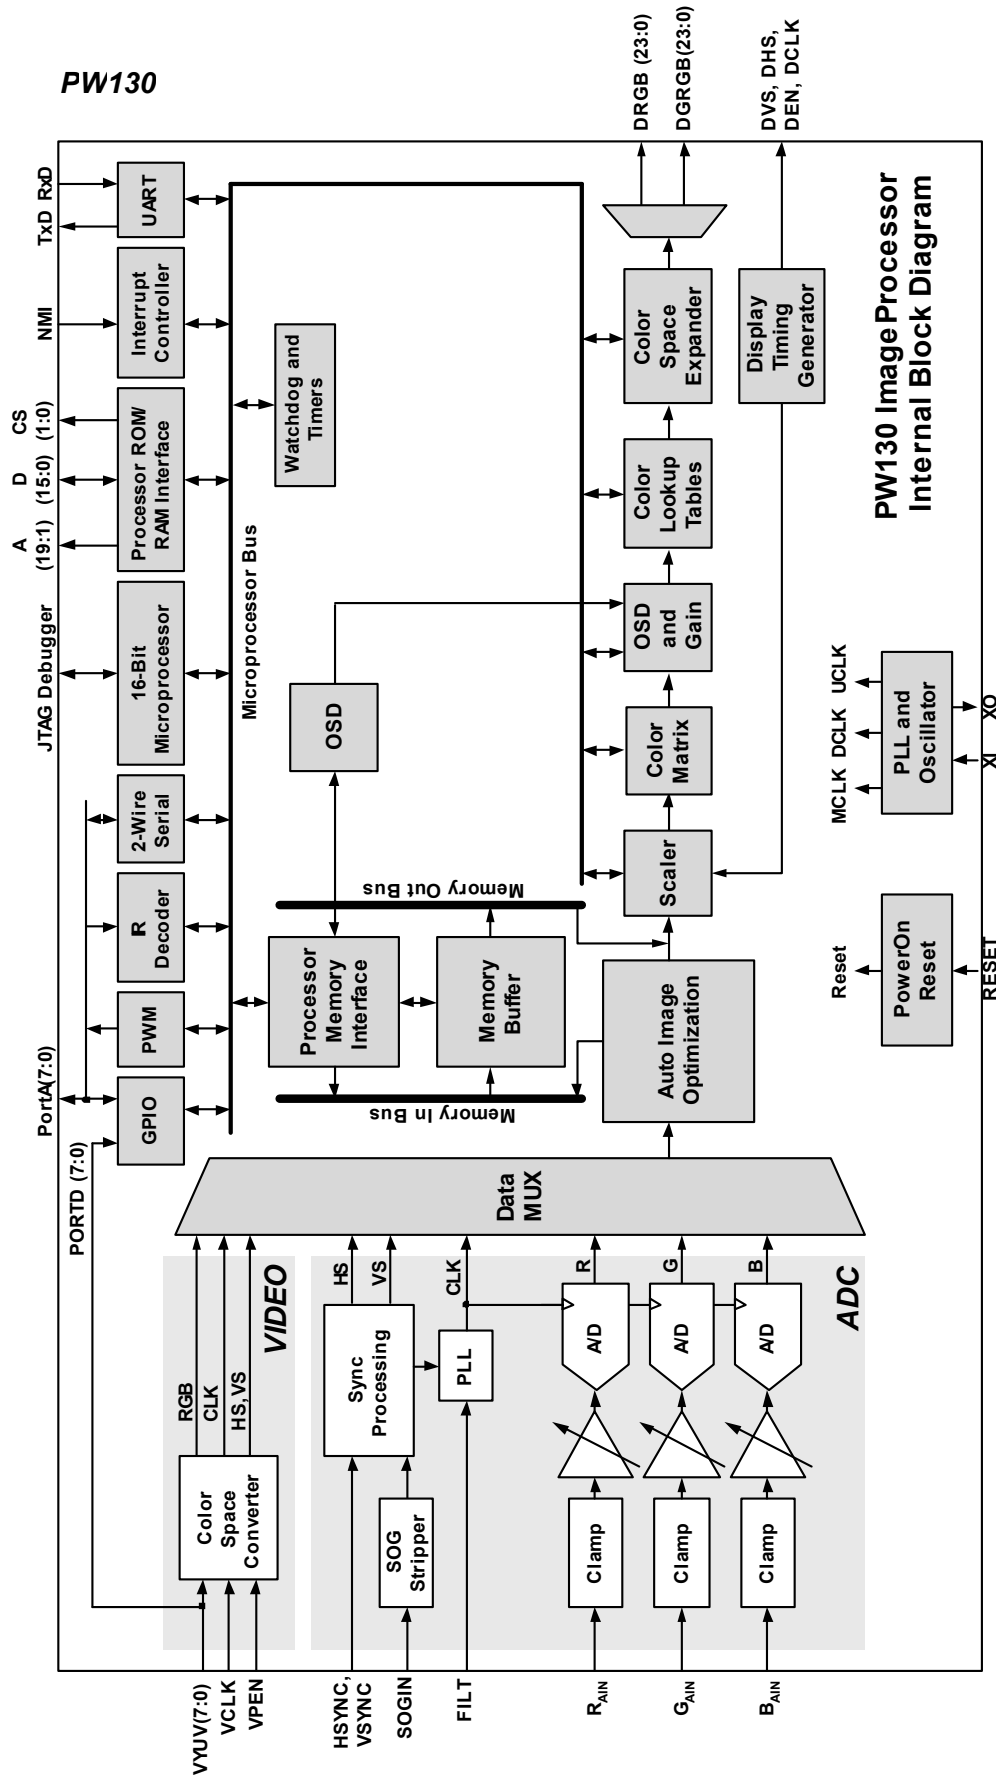 PW130
TxD RxD
NMI
CS
(1:0)
D
(15:0)
A
(19:1)
JTAG Debugger
PortA(7:0)
PORTD (7:0)
UART
Interrupt
Controller
Processor ROM/
RAM Interface
16-Bit
Microprocessor
2-Wire
Serial
IR
Decoder
PWM
GPIO
Microprocessor Bus
Watchdog and
Timers
OSD
Processor
Memory
Interface
Memory
Buffer
Memory Out Bus
Memory In Bus
Data
MUX
Auto Image
Optimization
Scaler
Color
Matrix
OSD
and
Gain
Color
Lookup
Tables
Color
Space
Expander
Display
Timing
Generator
DRGB (23:0)
DGRGB(23:0)
DVS, DHS,
DEN, DCLK
VIDEO
RGB
CLK
HS, VS
Color
Space
Converter
VYUV(7:0)
VCLK
VPEN
ADC
HS
VS
CLK
R
G
B
Sync
Processing
PLL
SOG
Stripper
A/D
A/D
A/D
Clamp
Clamp
Clamp
HSYNC,
VSYNC
SOGIN
FILT
RAIN
GAIN
BAIN
Reset
PowerOn
Reset
RESET
MCLK DCLK UCLK
PLL and
Oscillator
XI
XO
PW130 Image Processor
Internal Block Diagram